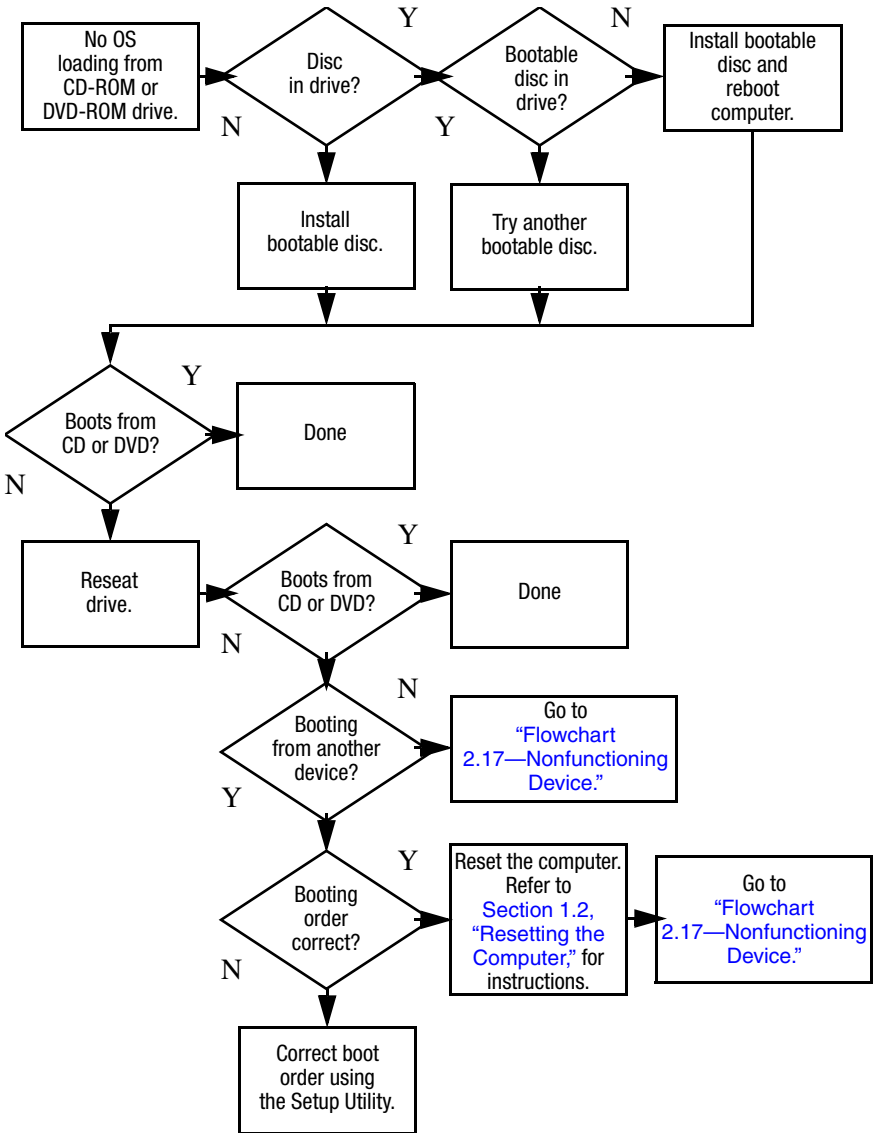 No OS
loading from
CD-ROM or
DVD-ROM drive.
Y
Disc
in drive?
N
N
Bootable
disc in
drive?
Y
Install bootable
disc and
reboot
computer.
Install
bootable disc.
Try another
bootable disc.
Y
Boots from
CD or DVD?
N
Done
Reseat
drive.
Y
Boots from
CD or DVD?
N
Done
N
Booting
from another
device?
Y
Go to
“Flowchart
2.17—Nonfunctioning
Device.”
Y
Booting
order
correct?
N
Reset the computer.
Refer to
Section 1.2,
“Resetting the
Computer,” for
instructions.
Go to
“Flowchart
2.17—Nonfunctioning
Device.”
Correct boot
order using
the Setup Utility.